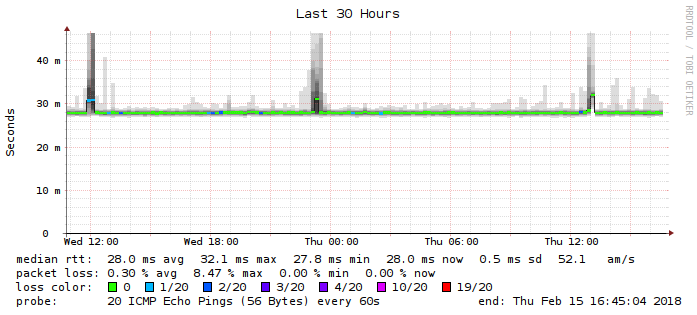 Last 30 Hours
RRDTOOL / TOBI OETIKER
Seconds
40 m
30 m
20 m
10 m
0
Wed 12:00 Wed 18:00 Thu 00:00 Thu 06:00 Thu 12:00
median rtt: 28.0 ms avg 32.1 ms max 27.8 ms min 28.0 ms now 0.5 ms sd 52.1 am/s
packet loss: 0.30 % avg 8.47 % max 0.00 % min 0.00 % now
loss color: 0 1/20 2/20 3/20 4/20 10/20 19/20
probe: 20 ICMP Echo Pings (56 Bytes) every 60s end: Thu Feb 15 16:45:04 2018